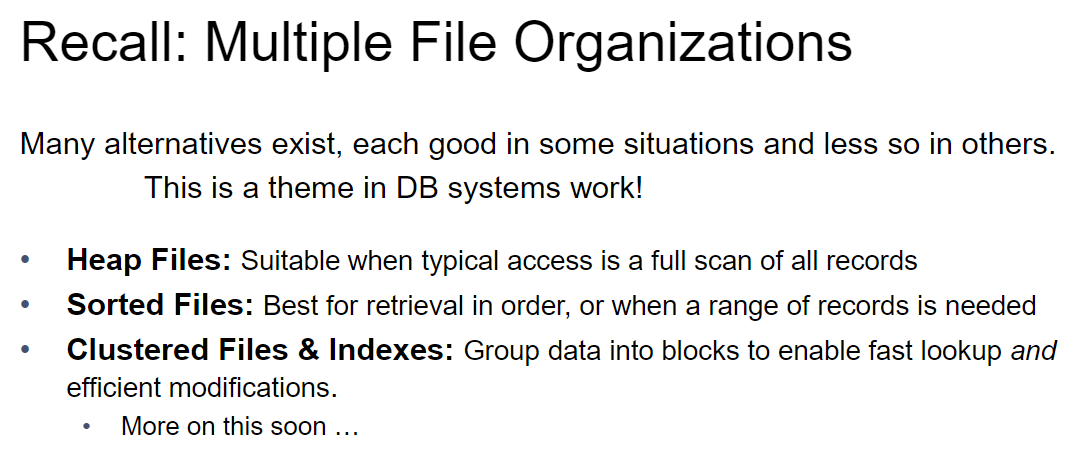 Recall: Multiple File Organizations
Many alternatives exist, each good in some situations and less so in others.
This is a theme in DB systems work!
• Heap Files: Suitable when typical access is a full scan of all records
• Sorted Files: Best for retrieval in order, or when a range of records is needed
• Clustered Files & Indexes: Group data into blocks to enable fast lookup and
efficient modifications.
• More on this soon …